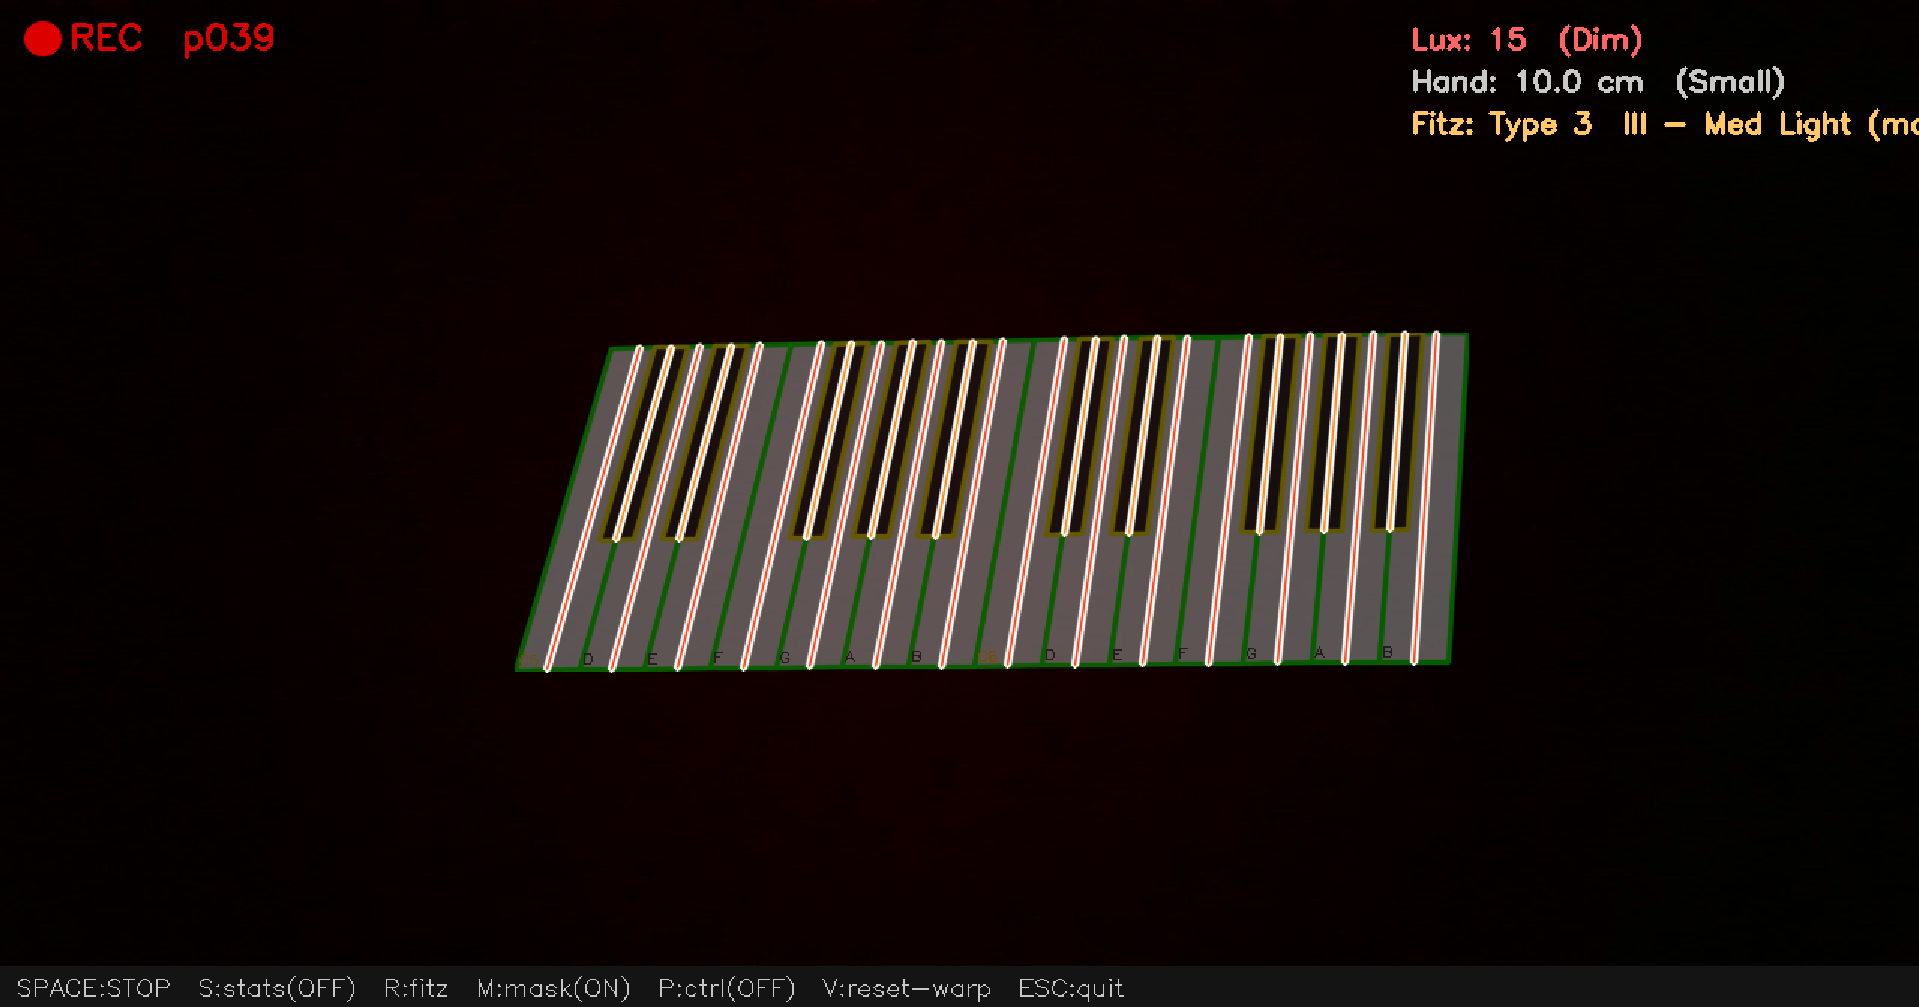 REC p039
Lux: 15 (Dim)
Hand: 10.0 cm (Small)
Fitz: Type 3 III - Med Light (mo
D E F G A B D E F G A B
SPACE:STOP S:stats(OFF) R:fitz M:mask(ON) P:ctrl(OFF) V:reset-warp ESC:quit